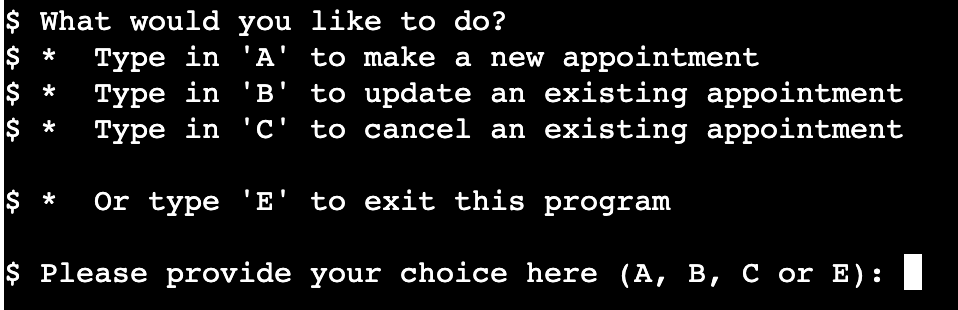 $ What would you like to do?
$ *  Type in 'A' to make a new appointment
$ *  Type in 'B' to update an existing appointment
$ *  Type in 'C' to cancel an existing appointment
$ *  Or type 'E' to exit this program
$ Please provide your choice here (A, B, C or E):